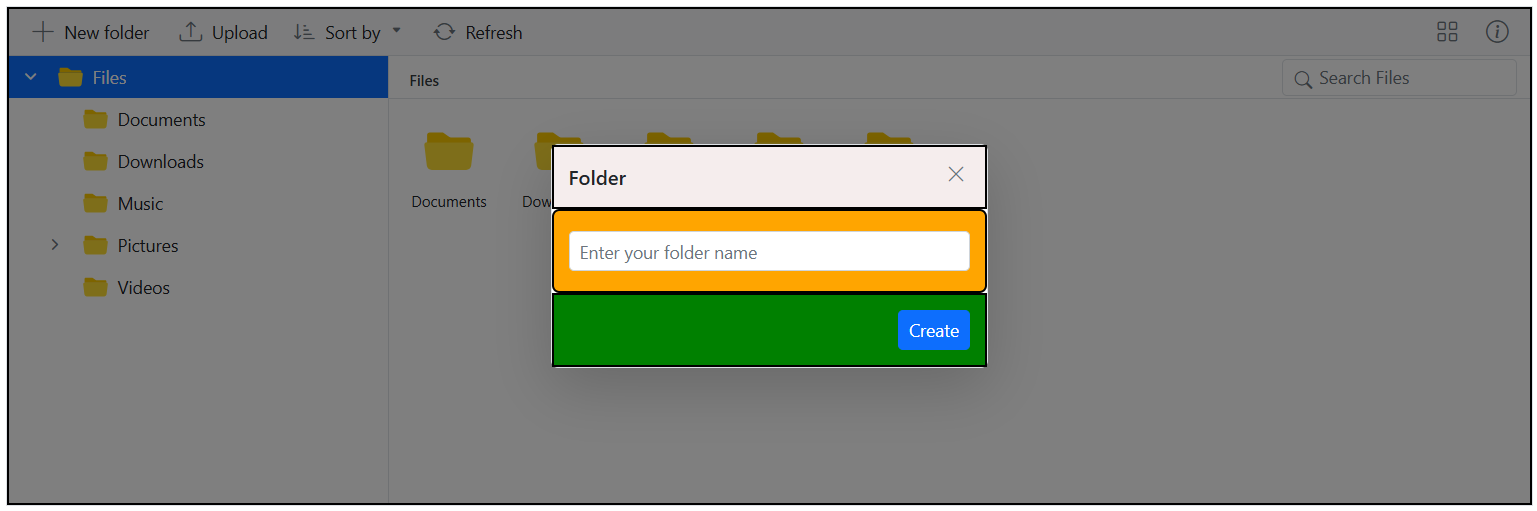 New folder Upload Sort by Refresh
Files
Documents
Downloads
Music
Pictures
Videos
Files
Search Files
Documents
Folder
Enter your folder name
Create